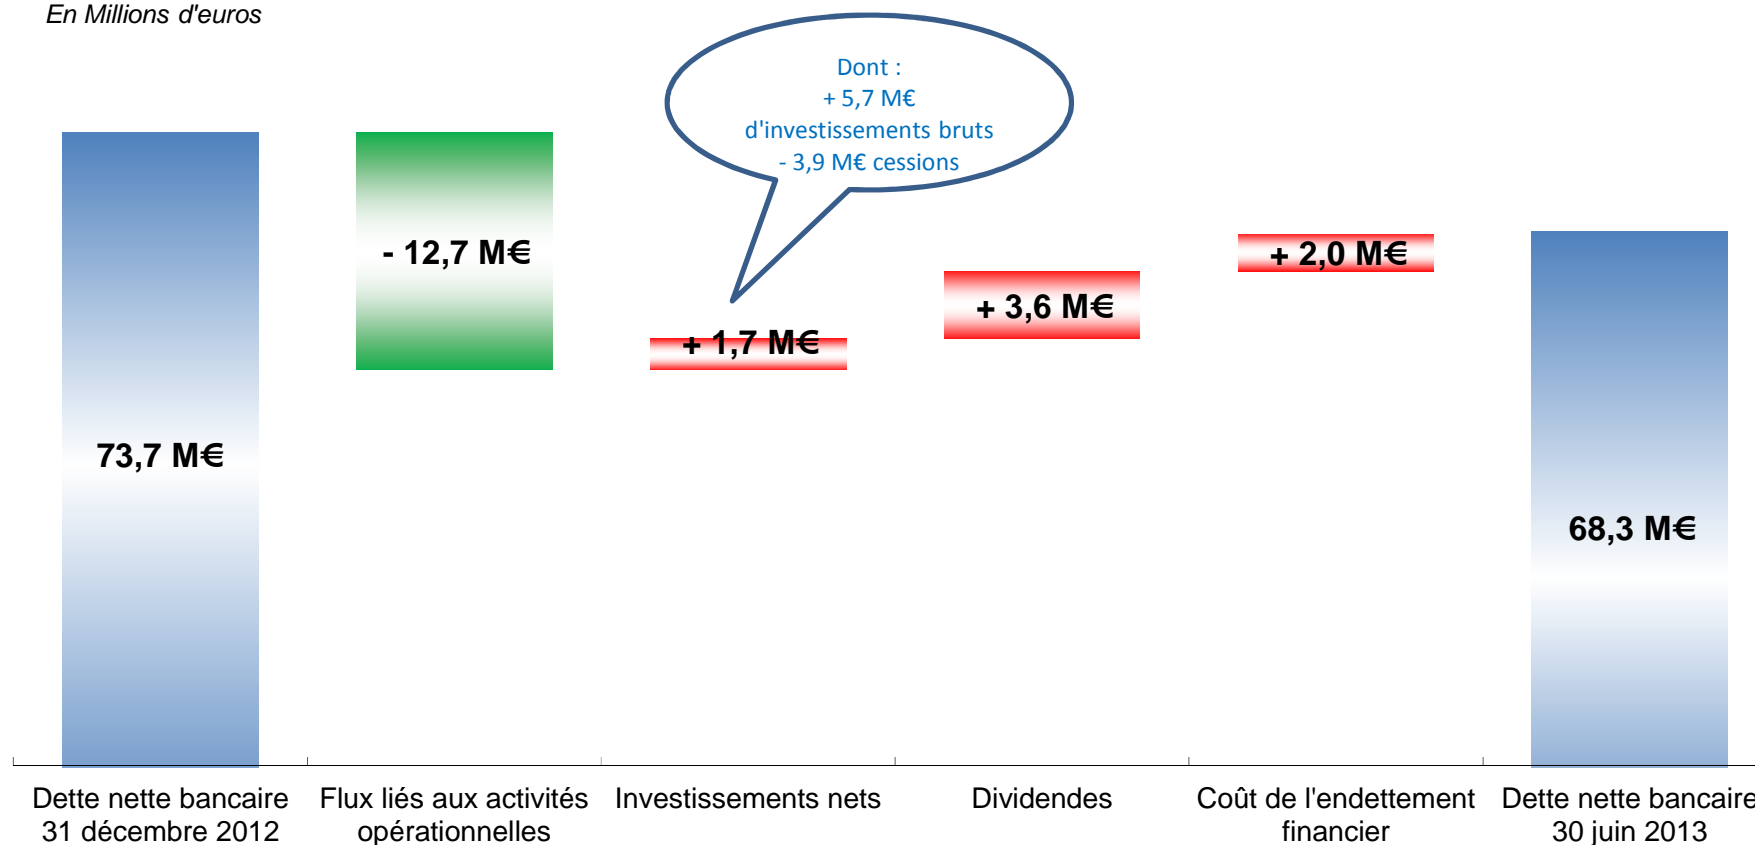 En Millions d'euros
Dont :
+ 5,7 M€
d'investissements bruts
- 3,9 M€ cessions
73,7 M€
- 12,7 M€
+ 1,7 M€
+ 3,6 M€
+ 2,0 M€
68,3 M€
Dette nette bancaire
31 décembre 2012
Flux liés aux activités
opérationnelles
Investissements nets
Dividendes
Coût de l'endettement
financier
Dette nette bancaire
30 juin 2013